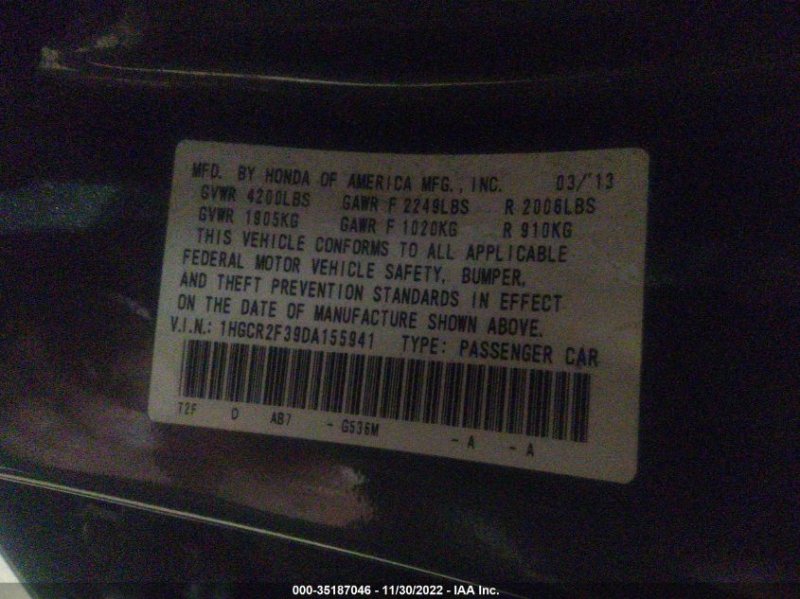 MFD. BY HONDA OF AMERICA MFG., INC. 03/'13
GVWR 4200LBS GAWR F 2249LBS R 2006LBS
GVWR 1905KG GAWR F 1020KG R 910KG
THIS VEHICLE CONFORMS TO ALL APPLICABLE
FEDERAL MOTOR VEHICLE SAFETY, BUMPER,
AND THEFT PREVENTION STANDARDS IN EFFECT
ON THE DATE OF MANUFACTURE SHOWN ABOVE.
V.I.N.: 1HGCR2F39DA155941 TYPE: PASSENGER CAR
T2F D AB7 - G536M - A - A
000-35187046 - 11/30/2022 - IAA Inc.